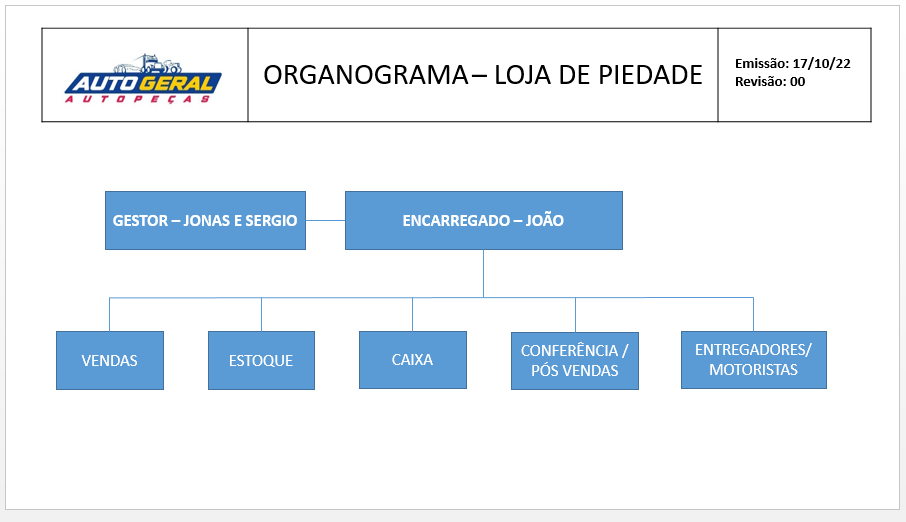 AUTO GERAL
AUTOPEÇAS
ORGANOGRAMA – LOJA DE PIEDADE
Emissão: 17/10/22
Revisão: 00
GESTOR – JONAS E SERGIO
ENCARREGADO – JOÃO
VENDAS
ESTOQUE
CAIXA
CONFERÊNCIA /
PÓS VENDAS
ENTREGADORES/
MOTORISTAS